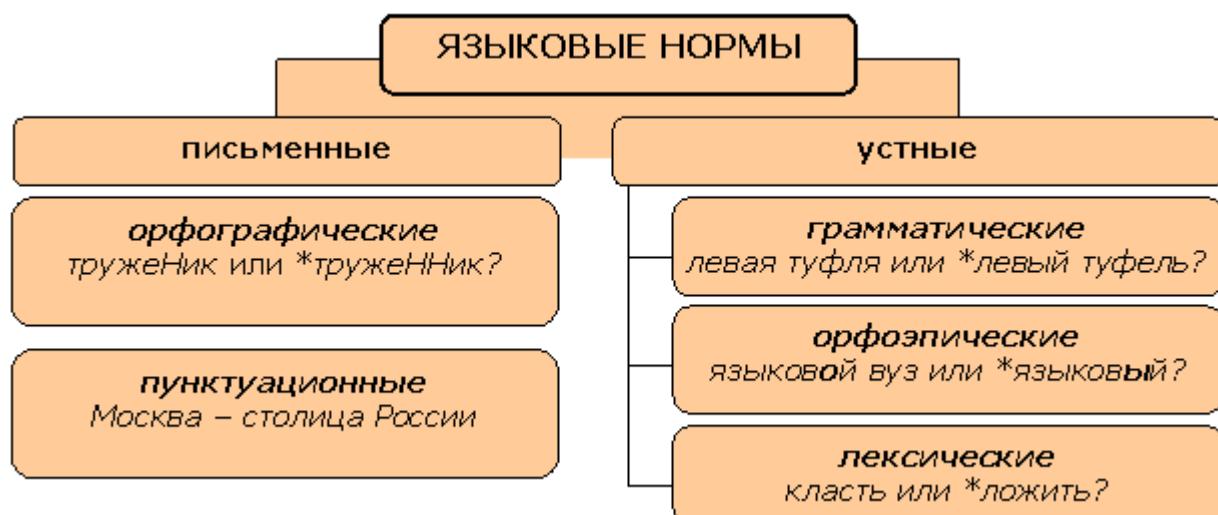 ЯЗЫКОВЫЕ НОРМЫ
письменные
орфографические
тружеНик или *тружеННик?
пунктуационные
Москва – столица России
устные
грамматические
левая туфля или *левый туфель?
орфоэпические
языковой вуз или *языковый?
лексические
класть или *ложить?